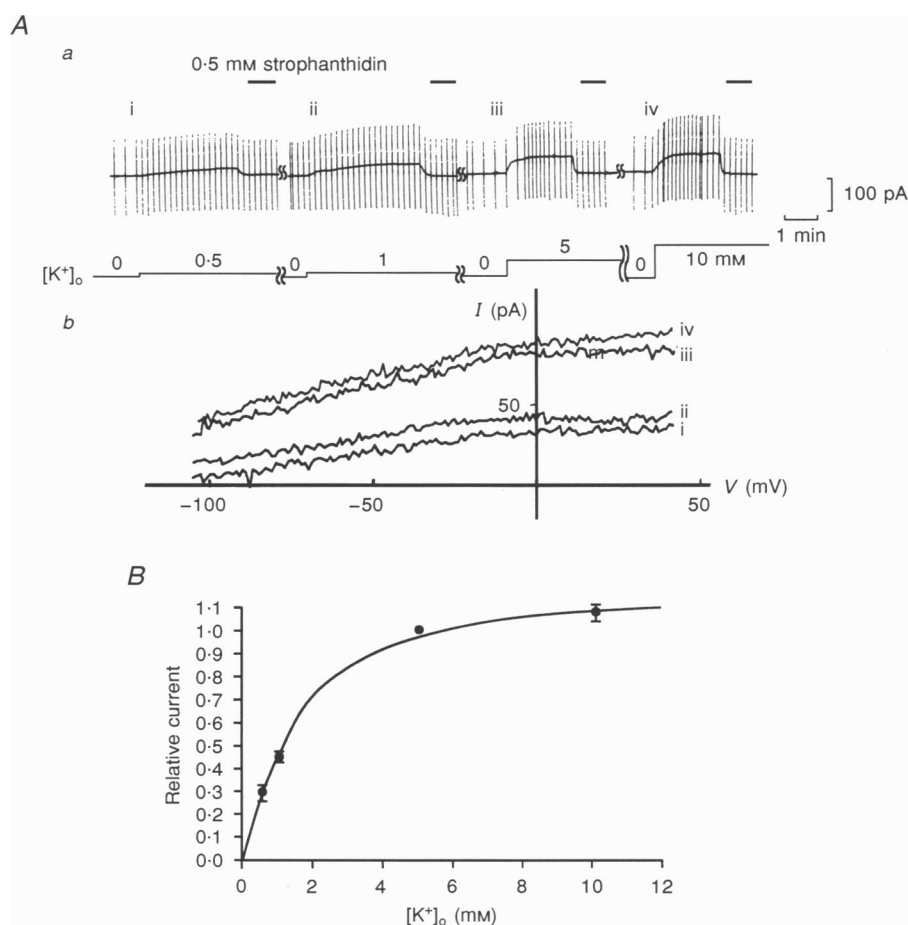 A
a
0·5 mM strophanthidin
i ii iii iv
100 pA
1 min
[K+]o 0 0·5 0 1 0 5 0 10 mM
b
I (pA)
iv
m
iii
50
ii
i
V (mV)
−100 −50 50
B
1·1
1·0
0·9
0·8
0·7
0·6
0·5
0·4
0·3
0·2
0·1
0·0
Relative current
0 2 4 6 8 10 12
[K+]o (mM)